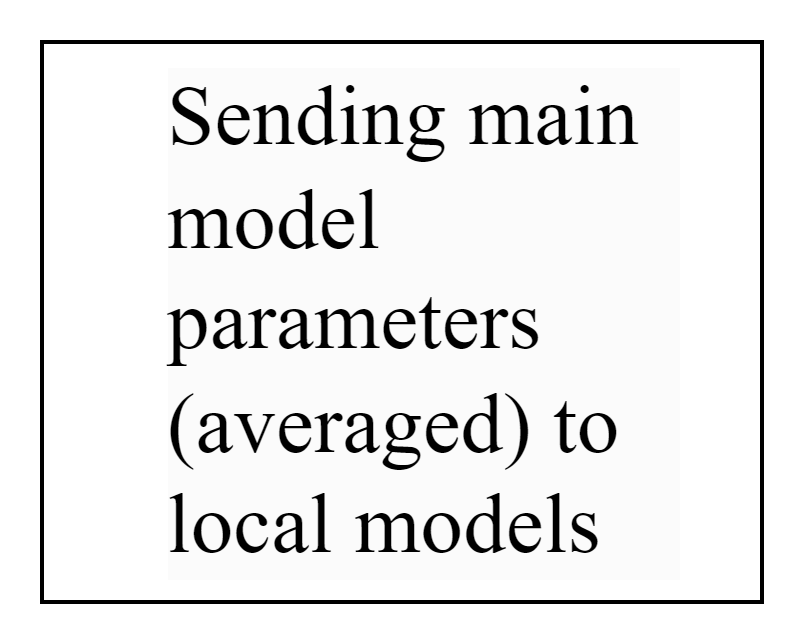 Sending main
model
parameters
(averaged) to
local models